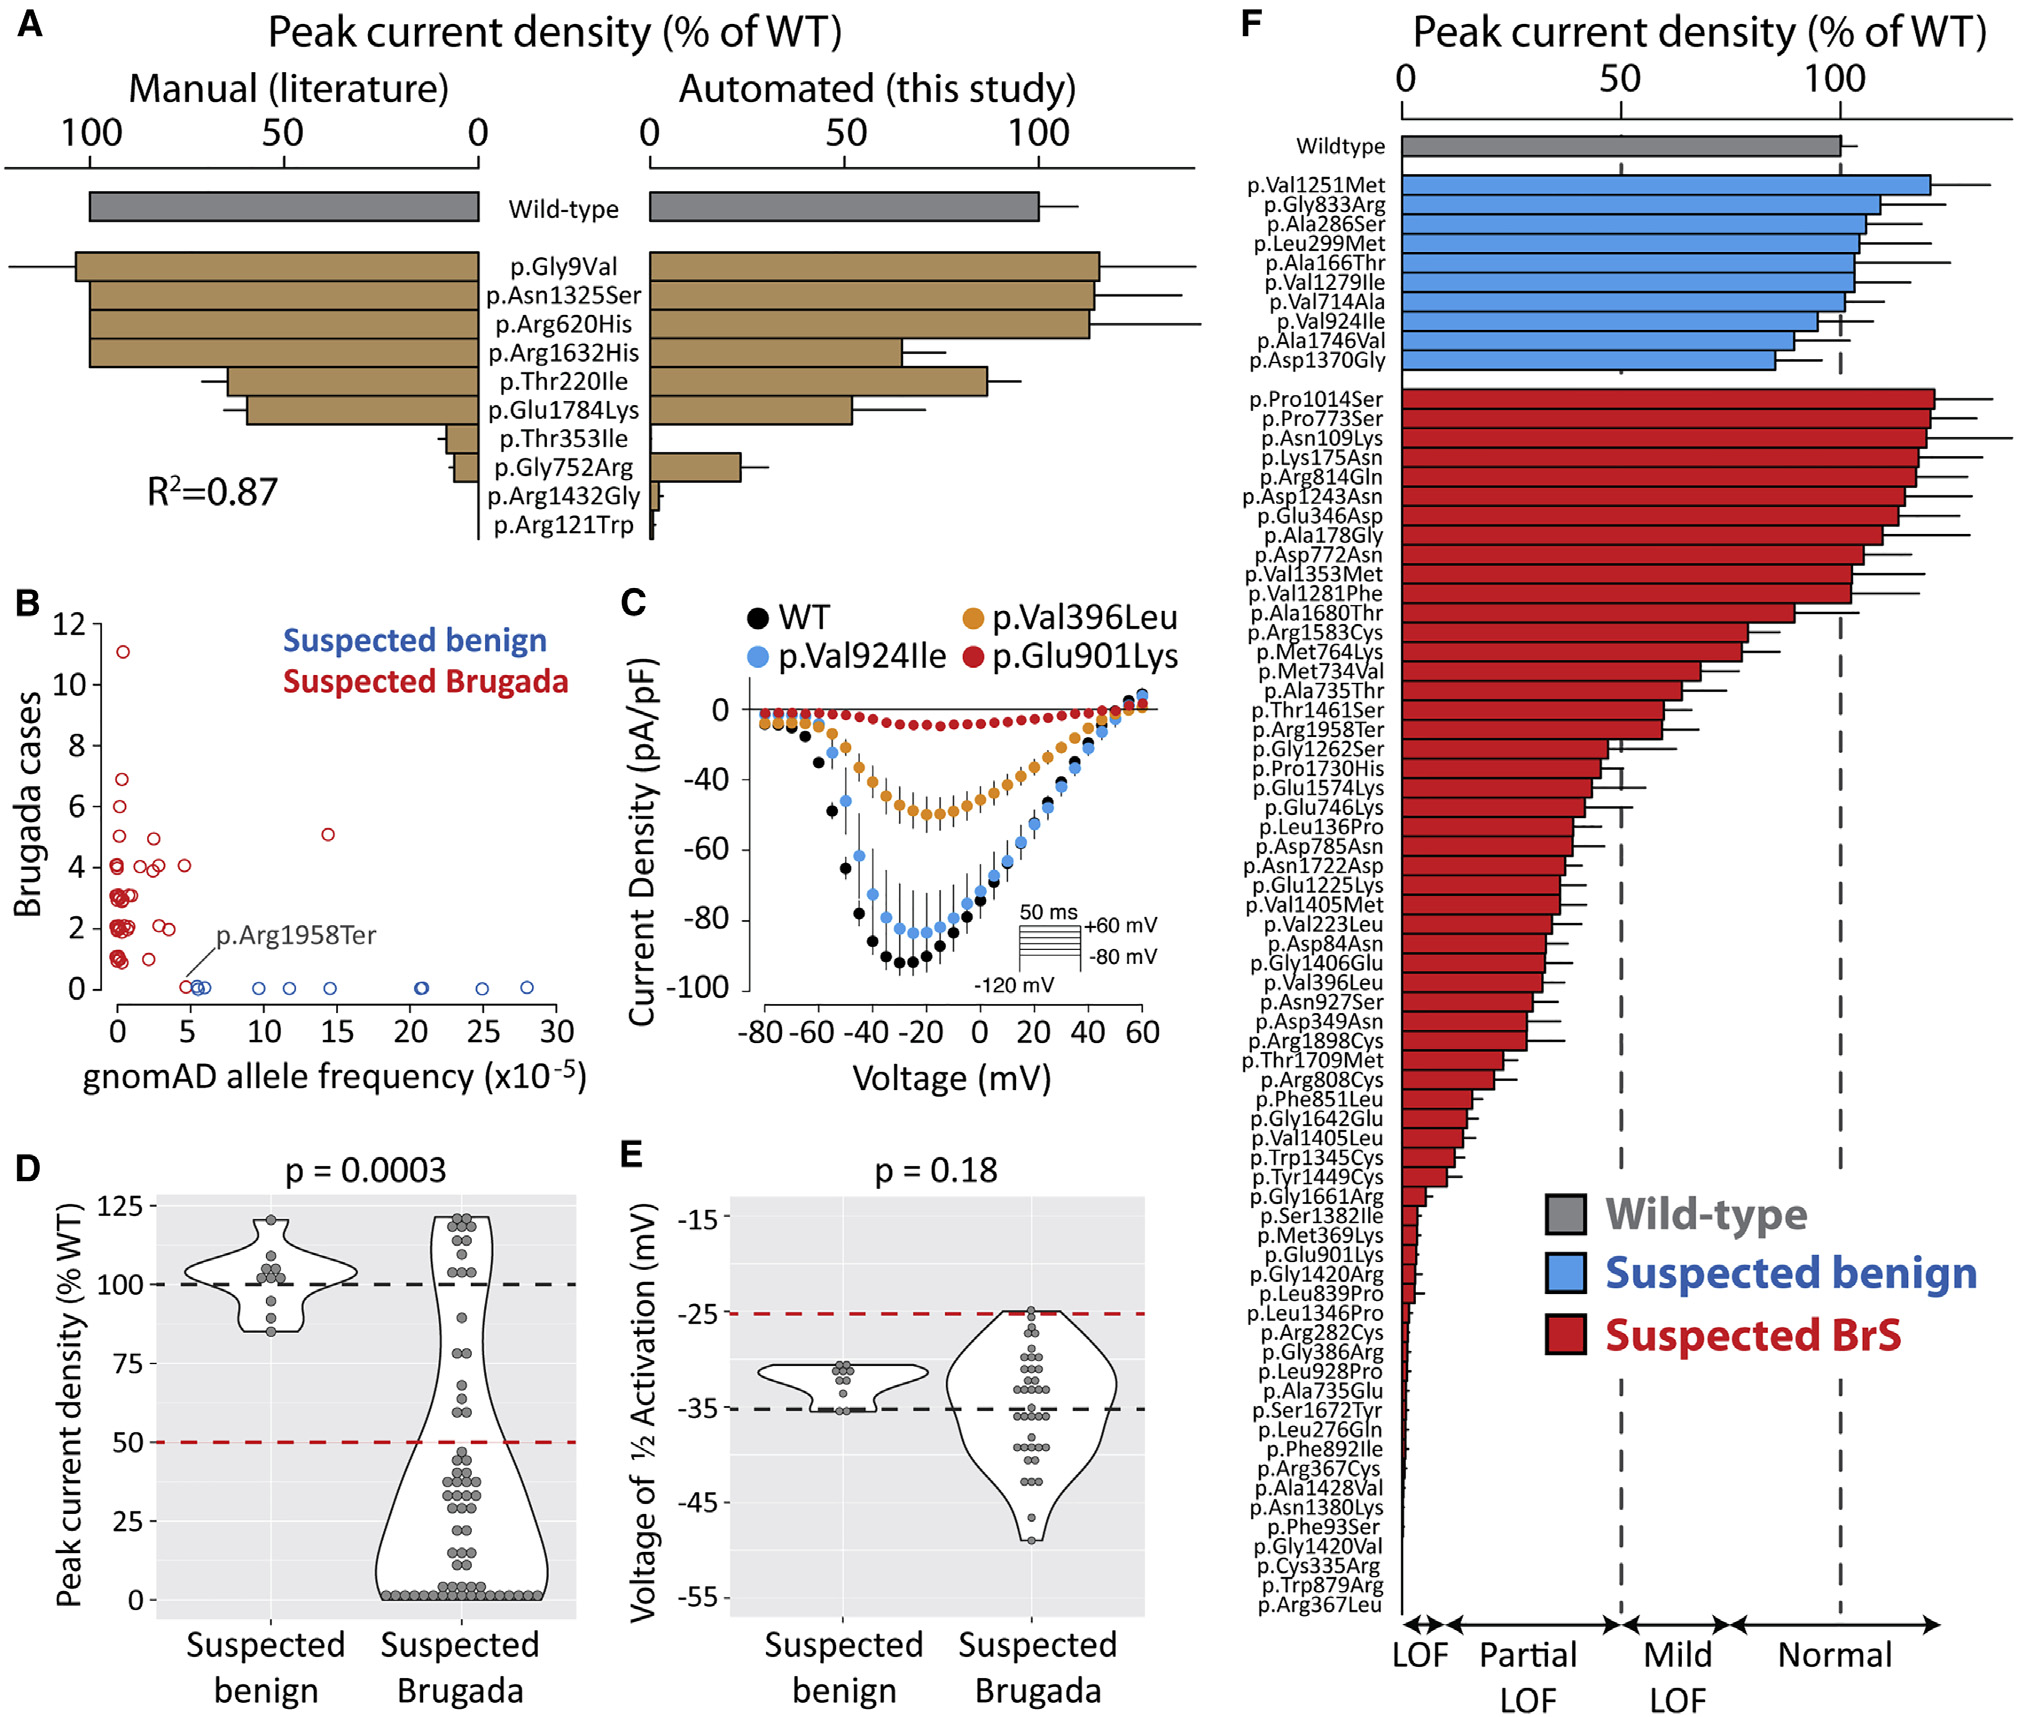 A
Peak current density (% of WT)
Manual (literature)
Automated (this study)
100 50 0
0 50 100
Wild-type
p.Gly9Val
p.Asn1325Ser
p.Arg620His
p.Arg1632His
p.Thr220Ile
p.Glu1784Lys
p.Thr353Ile
p.Gly752Arg
p.Arg1432Gly
p.Arg121Trp
R²=0.87
B
Suspected benign
Suspected Brugada
Brugada cases
12
10
8
6
4
2
0
p.Arg1958Ter
0 5 10 15 20 25 30
gnomAD allele frequency (x10⁻⁵)
C
WT
p.Val396Leu
p.Val924Ile
p.Glu901Lys
Current Density (pA/pF)
0
-40
-60
-80
-100
50 ms
+60 mV
-80 mV
-120 mV
-80 -60 -40 -20 0 20 40 60
Voltage (mV)
D
p = 0.0003
Peak current density (% WT)
125
100
75
50
25
0
Suspected benign
Suspected Brugada
E
p = 0.18
Voltage of ½ Activation (mV)
-15
-25
-35
-45
-55
Suspected benign
Suspected Brugada
F
Peak current density (% of WT)
0 50 100
Wildtype
p.Val1251Met
p.Gly833Arg
p.Ala286Ser
p.Leu299Met
p.Ala166Thr
p.Val1279Ile
p.Val714Ala
p.Val924Ile
p.Ala1746Val
p.Asp1370Gly
p.Pro1014Ser
p.Pro773Ser
p.Asn109Lys
p.Lys175Asn
p.Arg814Gln
p.Asp1243Asn
p.Glu346Asp
p.Ala178Gly
p.Asp772Asn
p.Val1353Met
p.Val1281Phe
p.Ala1680Thr
p.Arg1583Cys
p.Met764Lys
p.Met734Val
p.Ala735Thr
p.Thr1461Ser
p.Arg1958Ter
p.Gly1262Ser
p.Pro1730His
p.Glu1574Lys
p.Glu746Lys
p.Leu136Pro
p.Asp785Asn
p.Asn1722Asp
p.Glu1225Lys
p.Val1405Met
p.Val223Leu
p.Asp84Asn
p.Gly1406Glu
p.Val396Leu
p.Asn927Ser
p.Asp349Asn
p.Arg1898Cys
p.Thr1709Met
p.Arg808Cys
p.Phe851Leu
p.Gly1642Glu
p.Val1405Leu
p.Trp1345Cys
p.Tyr1449Cys
p.Gly1661Arg
p.Ser1382Ile
p.Met369Lys
p.Glu901Lys
p.Gly1420Arg
p.Leu839Pro
p.Leu1346Pro
p.Arg282Cys
p.Gly386Arg
p.Leu928Pro
p.Ala735Glu
p.Ser1672Tyr
p.Leu276Gln
p.Phe892Ile
p.Arg367Cys
p.Ala1428Val
p.Asn1380Lys
p.Phe93Ser
p.Gly1420Val
p.Cys335Arg
p.Trp879Arg
p.Arg367Leu
Wild-type
Suspected benign
Suspected BrS
LOF
Partial LOF
Mild LOF
Normal